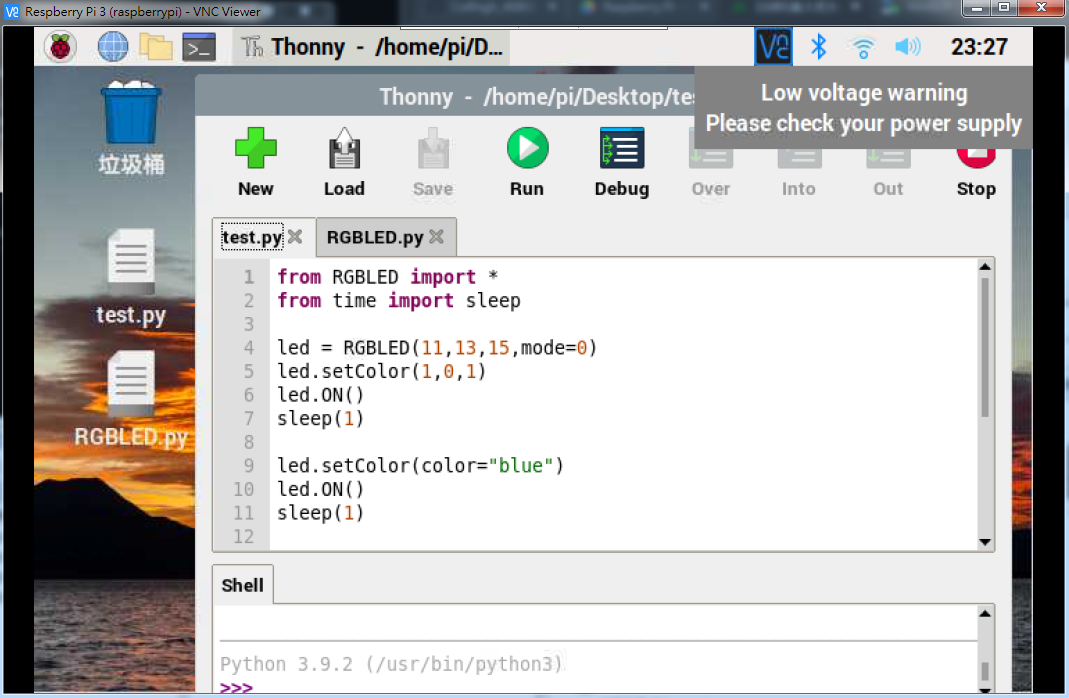 Respberry Pi 3 (raspberrypi) - VNC Viewer
Thonny - /home/pi/D...
23:27
Low voltage warning
Please check your power supply
Thonny - /home/pi/Desktop/tes
垃圾桶
New Load Save Run Debug Over Into Out Stop
test.py RGBLED.py
1 from RGBLED import *
2 from time import sleep
3
4 led = RGBLED(11,13,15,mode=0)
5 led.setColor(1,0,1)
6 led.ON()
7 sleep(1)
8
9 led.setColor(color="blue")
10 led.ON()
11 sleep(1)
12
test.py
RGBLED.py
Shell
Python 3.9.2 (/usr/bin/python3)
>>>